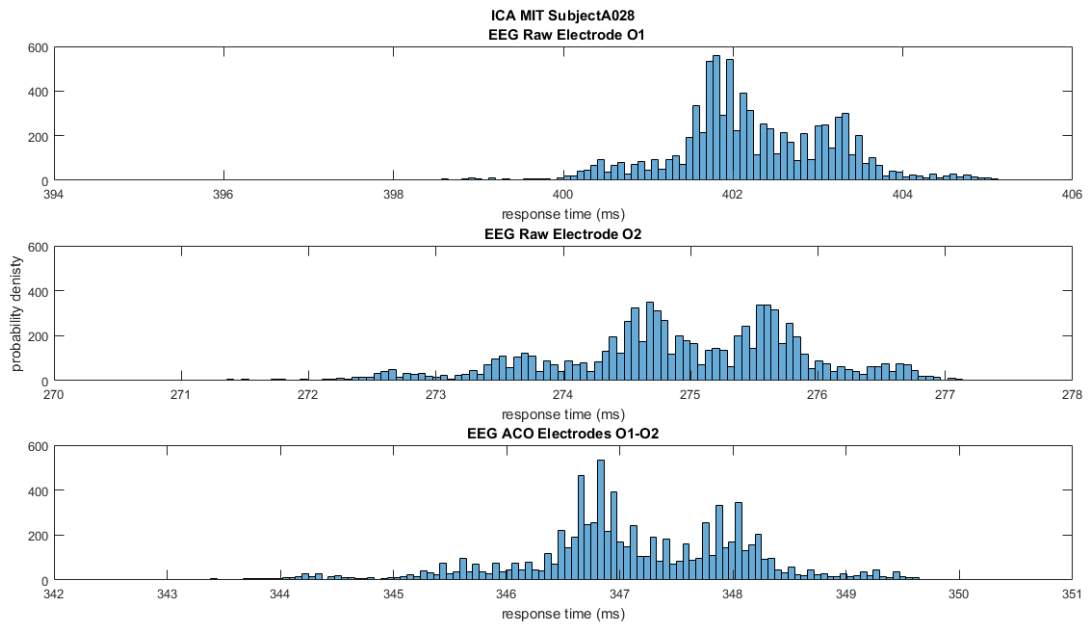 ICA MIT SubjectA028
EEG Raw Electrode O1
600
400
200
0
394 396 398 400 402 404 406
response time (ms)
EEG Raw Electrode O2
probability denisty
600
400
200
0
270 271 272 273 274 275 276 277 278
response time (ms)
EEG ACO Electrodes O1-O2
600
400
200
0
342 343 344 345 346 347 348 349 350 351
response time (ms)